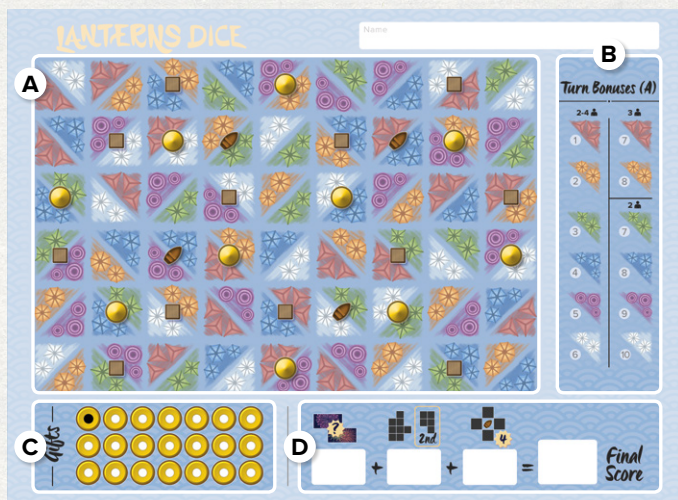 LANTERNS DICE
Name:
A
B
Turn Bonuses (A)
2-4
3
1
7
2
8
2
3
7
4
8
5
9
6
10
C
Gifts
D
?
2nd
4
+
+
=
Final
Score